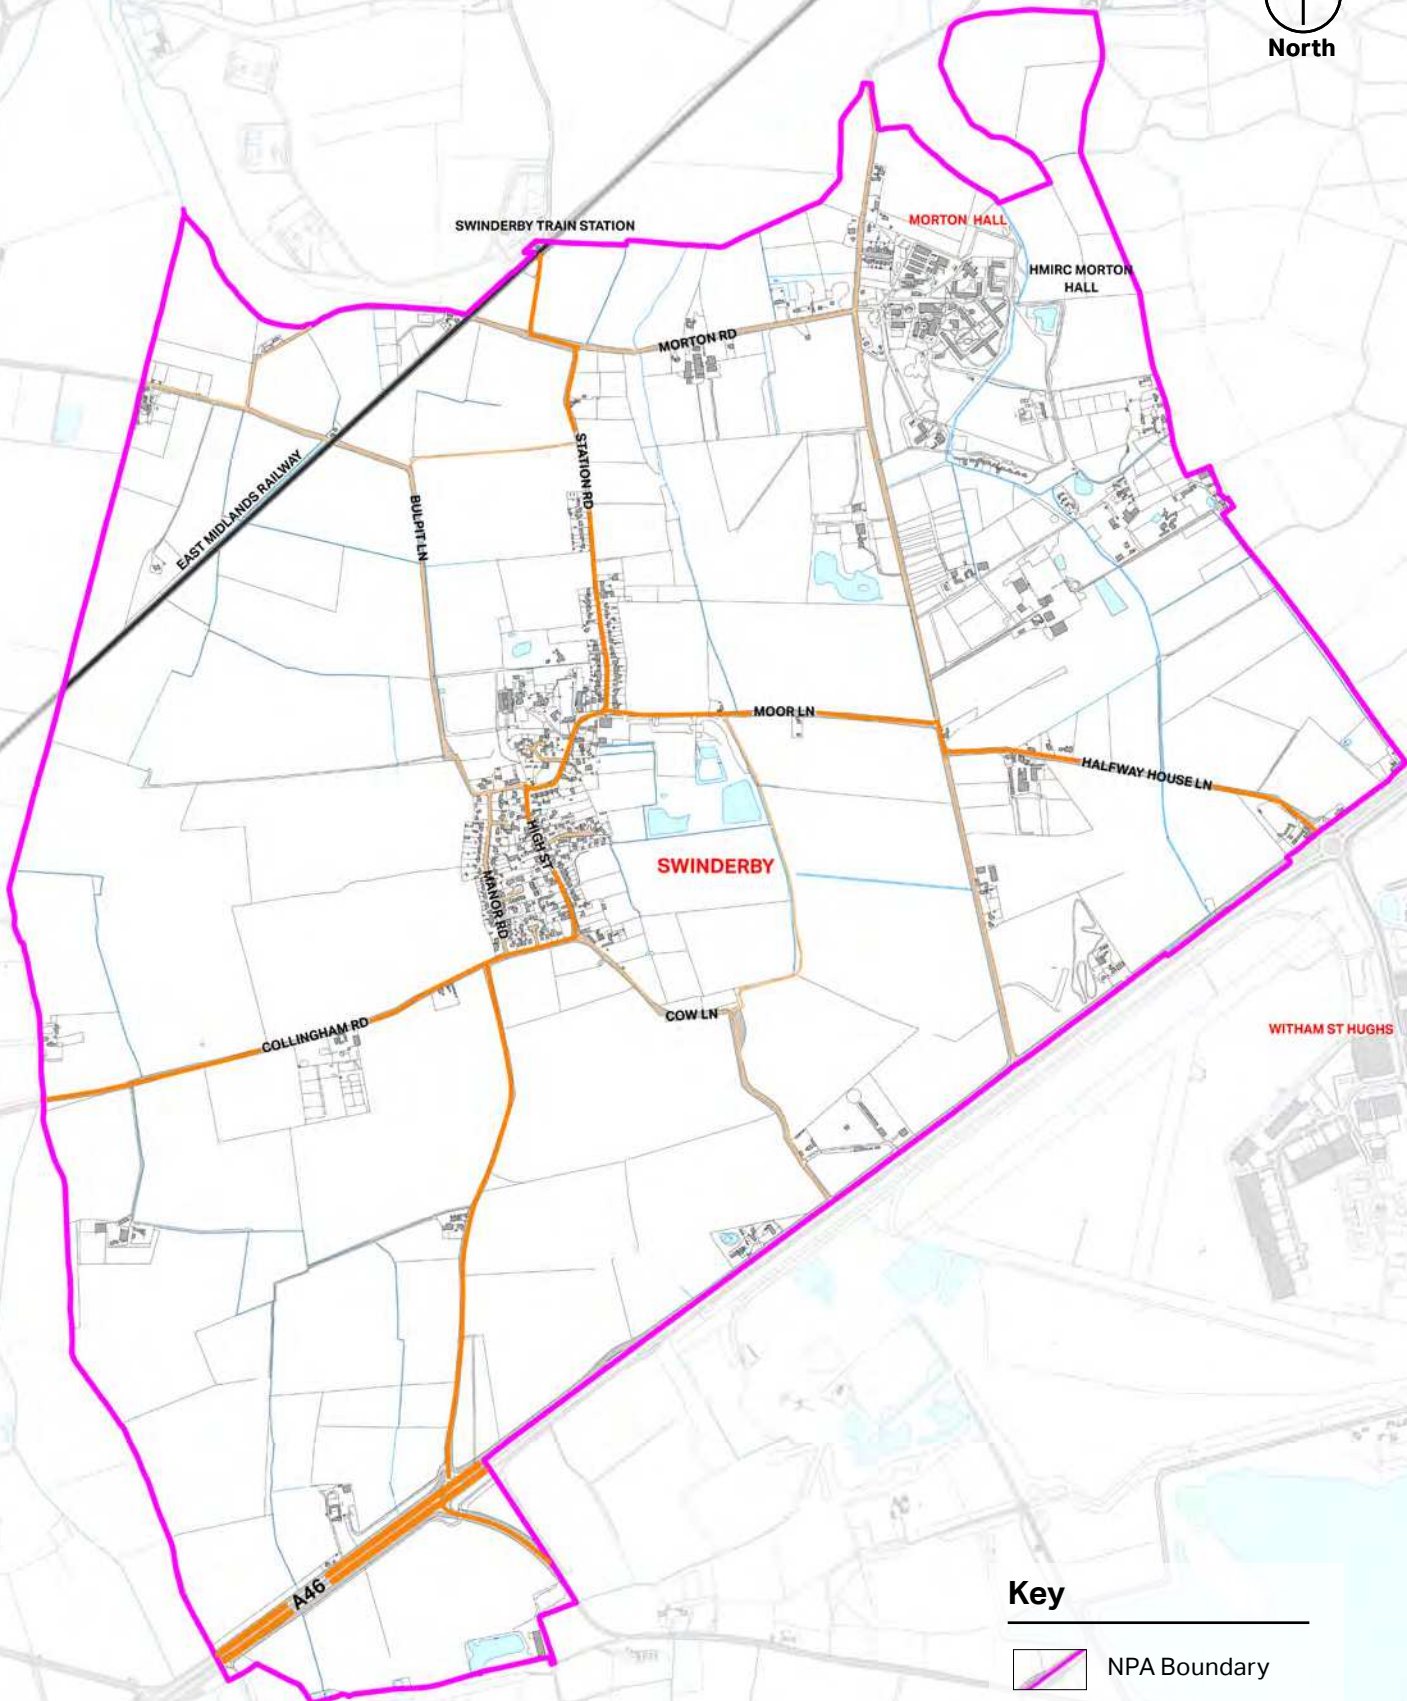 North
SWINDERBY TRAIN STATION
MORTON HALL
HMIRC MORTON
HALL
MORTON RD
STATION RD
EAST MIDLANDS RAILWAY
BULPIT LN
MOOR LN
HALFWAY HOUSE LN
HIGH ST
SWINDERBY
MANOR RD
COW LN
COLLINGHAM RD
WITHAM ST HUGHS
A46
Key
NPA Boundary